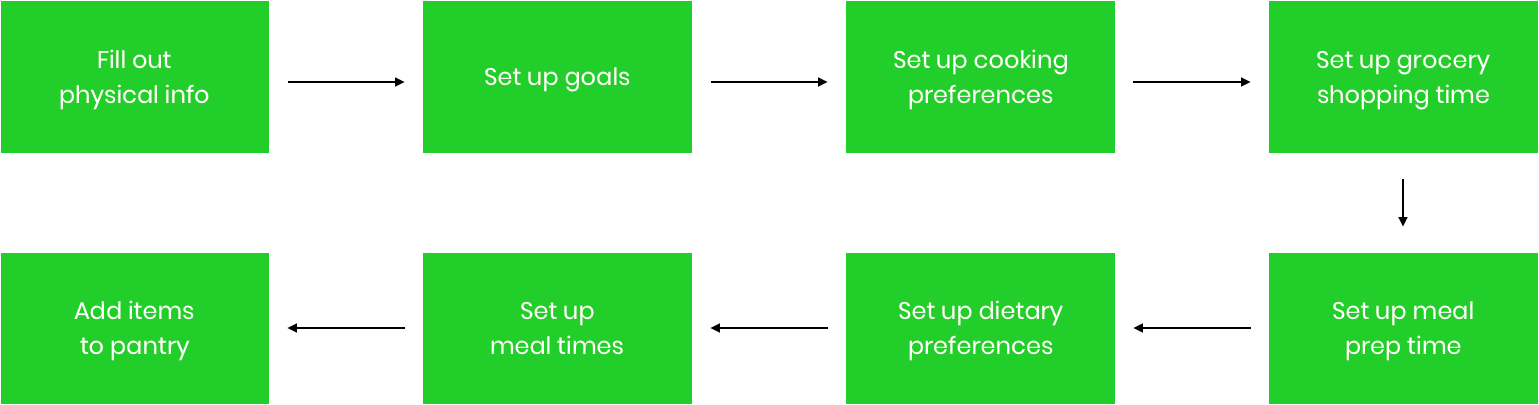 Fill out
physical info
Set up goals
Set up cooking
preferences
Set up grocery
shopping time
Set up meal
prep time
Set up dietary
preferences
Set up
meal times
Add items
to pantry